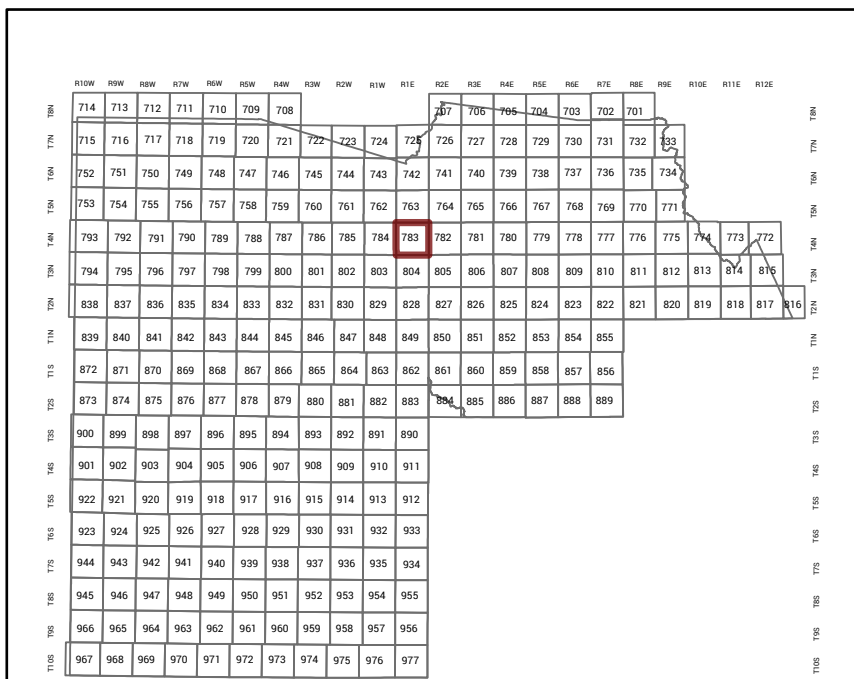 R10W R9W R8W R7W R6W R5W R4W R3W R2W R1W R1E R2E R3E R4E R5E R6E R7E R8E R9E R10E R11E R12E
T8N 714 713 712 711 710 709 708 707 706 705 704 703 702 701 T8N
T7N 715 716 717 718 719 720 721 722 723 724 725 726 727 728 729 730 731 732 733 T7N
T6N 752 751 750 749 748 747 746 745 744 743 742 741 740 739 738 737 736 735 734 T6N
T5N 753 754 755 756 757 758 759 760 761 762 763 764 765 766 767 768 769 770 771 T5N
T4N 793 792 791 790 789 788 787 786 785 784 783 782 781 780 779 778 777 776 775 774 773 772 T4N
T3N 794 795 796 797 798 799 800 801 802 803 804 805 806 807 808 809 810 811 812 813 814 815 T3N
T2N 838 837 836 835 834 833 832 831 830 829 828 827 826 825 824 823 822 821 820 819 818 817 816 T2N
T1N 839 840 841 842 843 844 845 846 847 848 849 850 851 852 853 854 855 T1N
T1S 872 871 870 869 868 867 866 865 864 863 862 861 860 859 858 857 856 T1S
T2S 873 874 875 876 877 878 879 880 881 882 883 884 885 886 887 888 889 T2S
T3S 900 899 898 897 896 895 894 893 892 891 890 T3S
T4S 901 902 903 904 905 906 907 908 909 910 911 T4S
T5S 922 921 920 919 918 917 916 915 914 913 912 T5S
T6S 923 924 925 926 927 928 929 930 931 932 933 T6S
T7S 944 943 942 941 940 939 938 937 936 935 934 T7S
T8S 945 946 947 948 949 950 951 952 953 954 955 T8S
T9S 966 965 964 963 962 961 960 959 958 957 956 T9S
T10S 967 968 969 970 971 972 973 974 975 976 977 T10S